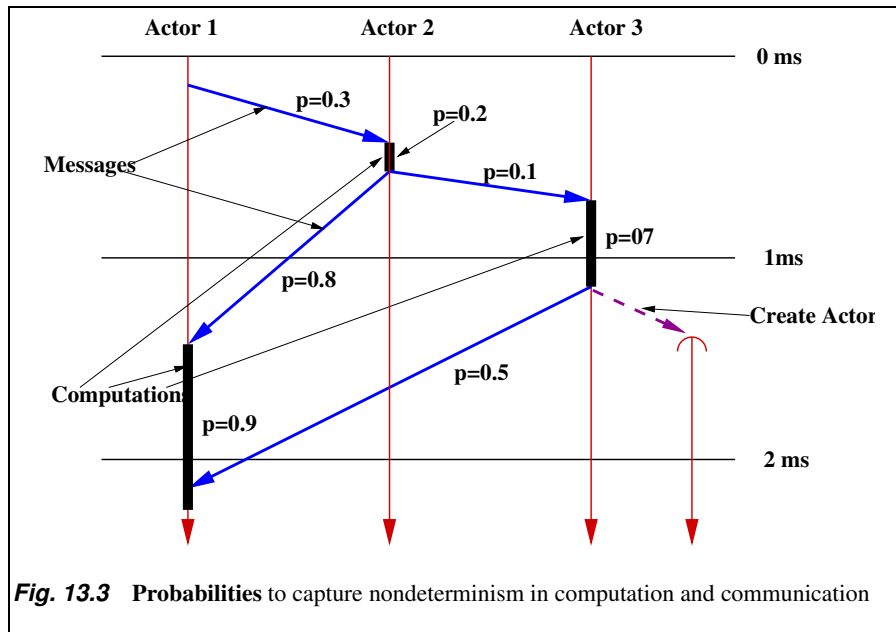 Actor 1 Actor 2 Actor 3
0 ms
p=0.3
p=0.2
Messages
p=0.1
p=07
1ms
p=0.8
Create Actor
p=0.5
Computations
p=0.9
2 ms
Fig. 13.3 Probabilities to capture nondeterminism in computation and communication